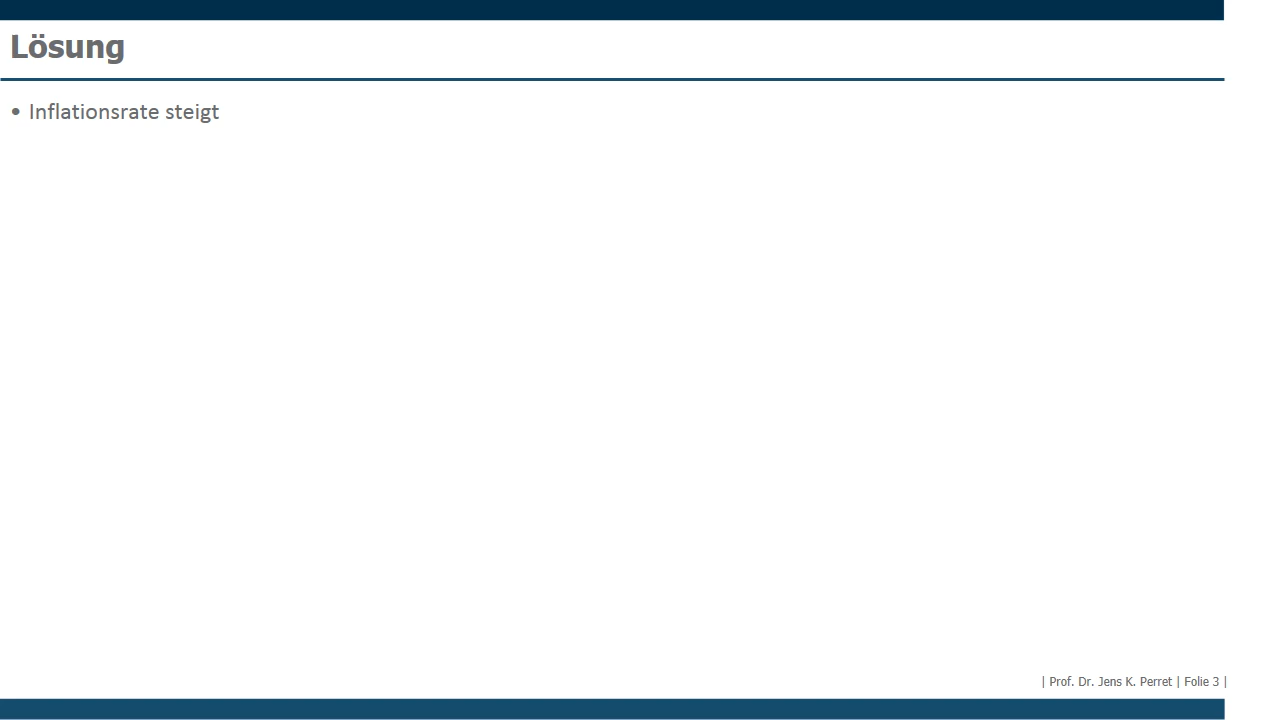 Lösung
• Inflationsrate steigt
| Prof. Dr. Jens K. Perret | Folie 3 |